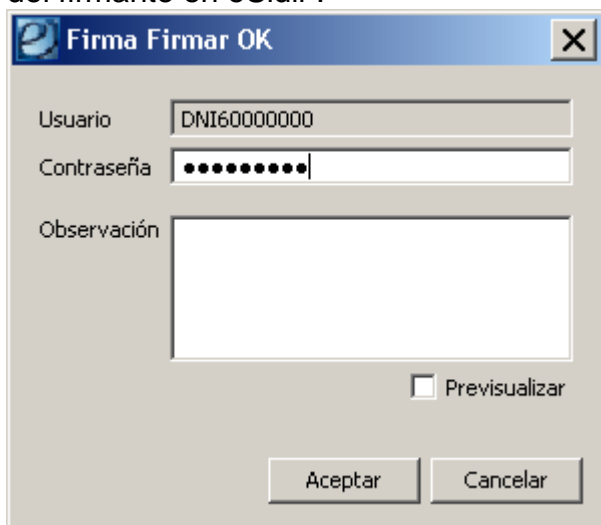 Firma Firmar OK
Usuario DNI60000000
Contraseña ●●●●●●●●●
Observación
Previsualizar
Aceptar Cancelar